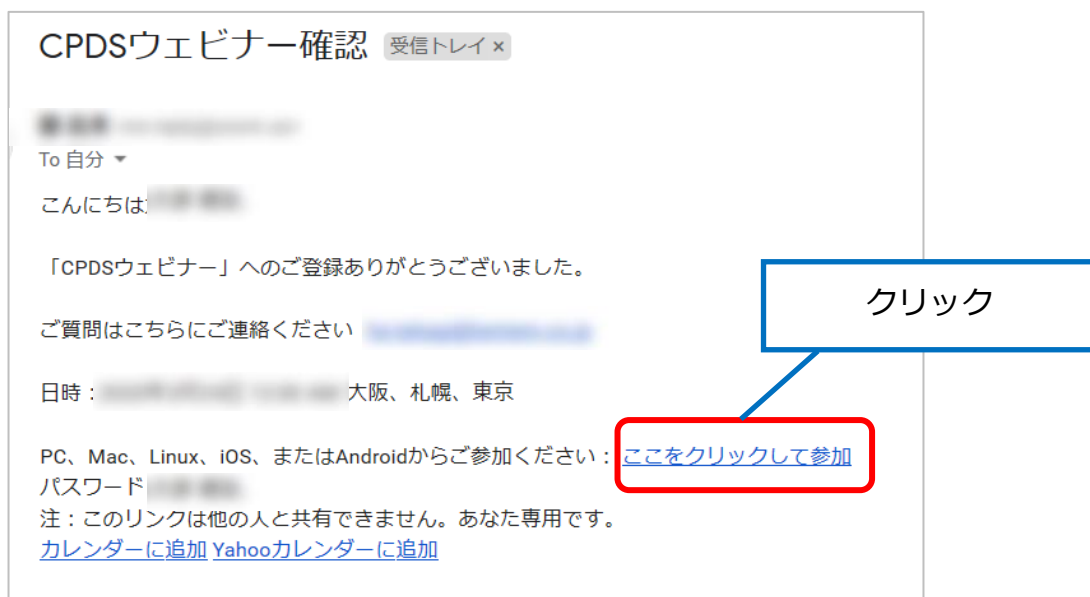 CPDSウェビナー確認 受信トレイ ×
To 自分
こんにちは
「CPDSウェビナー」へのご登録ありがとうございました。
クリック
ご質問はこちらにご連絡ください
日時： 大阪、札幌、東京
PC、Mac、Linux、iOS、またはAndroidからご参加ください： ここをクリックして参加
パスワード
注：このリンクは他の人と共有できません。あなた専用です。
カレンダーに追加 Yahooカレンダーに追加